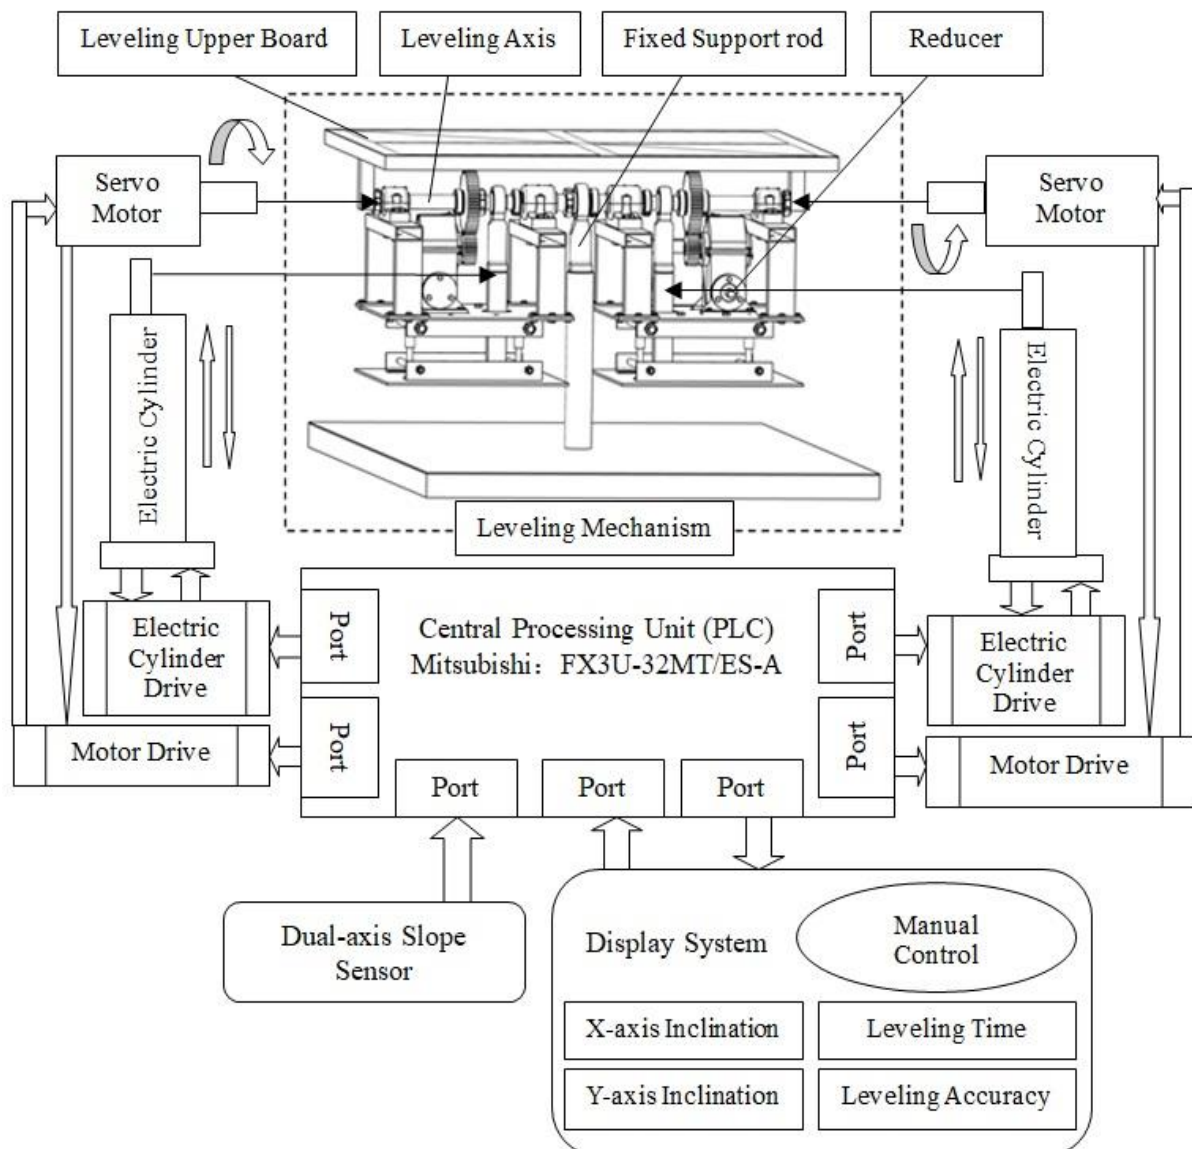 Leveling Upper Board
Leveling Axis
Fixed Support rod
Reducer
Servo
Motor
Servo
Motor
Electric Cylinder
Electric Cylinder
Leveling Mechanism
Port
Central Processing Unit (PLC)
Mitsubishi：FX3U-32MT/ES-A
Port
Electric
Cylinder
Drive
Electric
Cylinder
Drive
Motor Drive
Port
Port
Motor Drive
Port
Port
Port
Dual-axis Slope
Sensor
Display System
Manual
Control
X-axis Inclination
Leveling Time
Y-axis Inclination
Leveling Accuracy